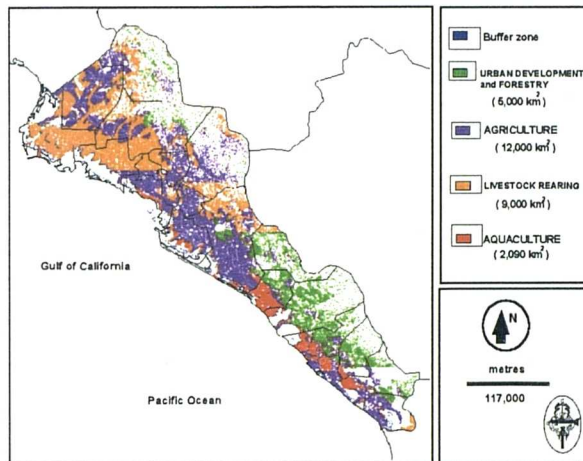 Buffer zone
URBAN DEVELOPMENT
and FORESTRY
( 5,000 km²)
AGRICULTURE
( 12,000 km²)
LIVESTOCK REARING
( 9,000 km²)
AQUACULTURE
( 2,090 km²)
Gulf of California
Pacific Ocean
N
metres
117,000